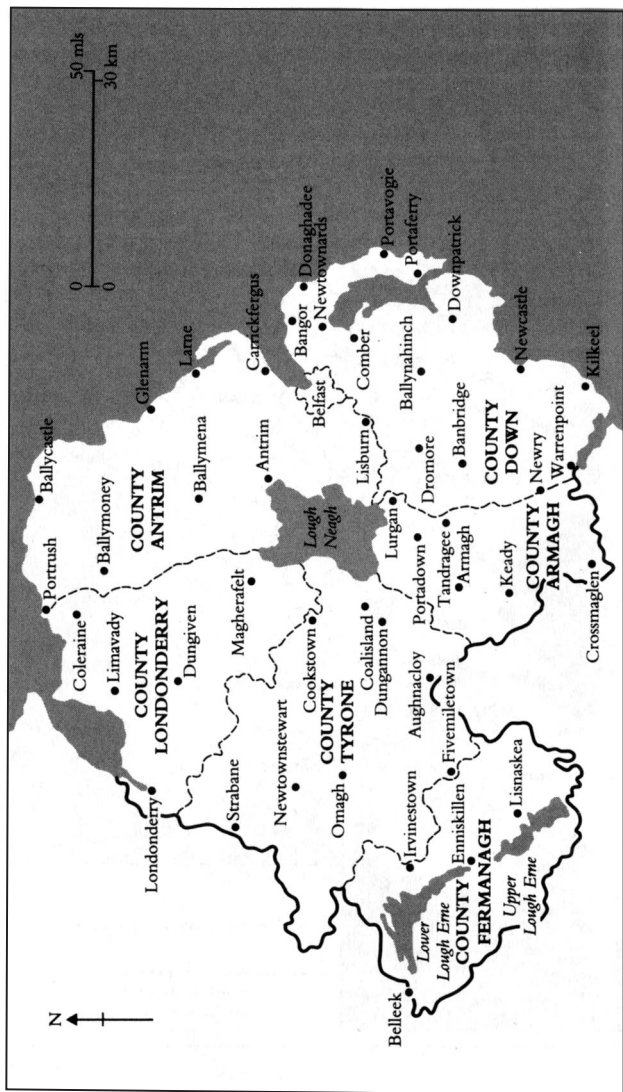 N
50 mls
30 km
0
0
Ballycastle
Portrush
Coleraine
Ballymoney
Limavady
COUNTY
LONDONDERRY
Dungiven
COUNTY
ANTRIM
Glenarm
Larne
Ballymena
Londonderry
Magherafelt
Antrim
Carrickfergus
Strabane
Newtownstewart
Cookstown
Lough
Neagh
Belfast
Bangor
Donaghadee
Newtownards
COUNTY
TYRONE
Omagh
Coalisland
Dungannon
Lisburn
Comber
Portavogie
Portaferry
Irvinestown
Aughnacloy
Fivemiletown
Portadown
Lurgan
Dromore
Ballynahinch
Downpatrick
Belleek
Lower
Lough Erne
COUNTY
FERMANAGH
Enniskillen
Tandragee
Armagh
Banbridge
Upper
Lough Erne
Lisnaskea
Keady
COUNTY
ARMAGH
COUNTY
DOWN
Newry
Newcastle
Crossmaglen
Warrenpoint
Kilkeel